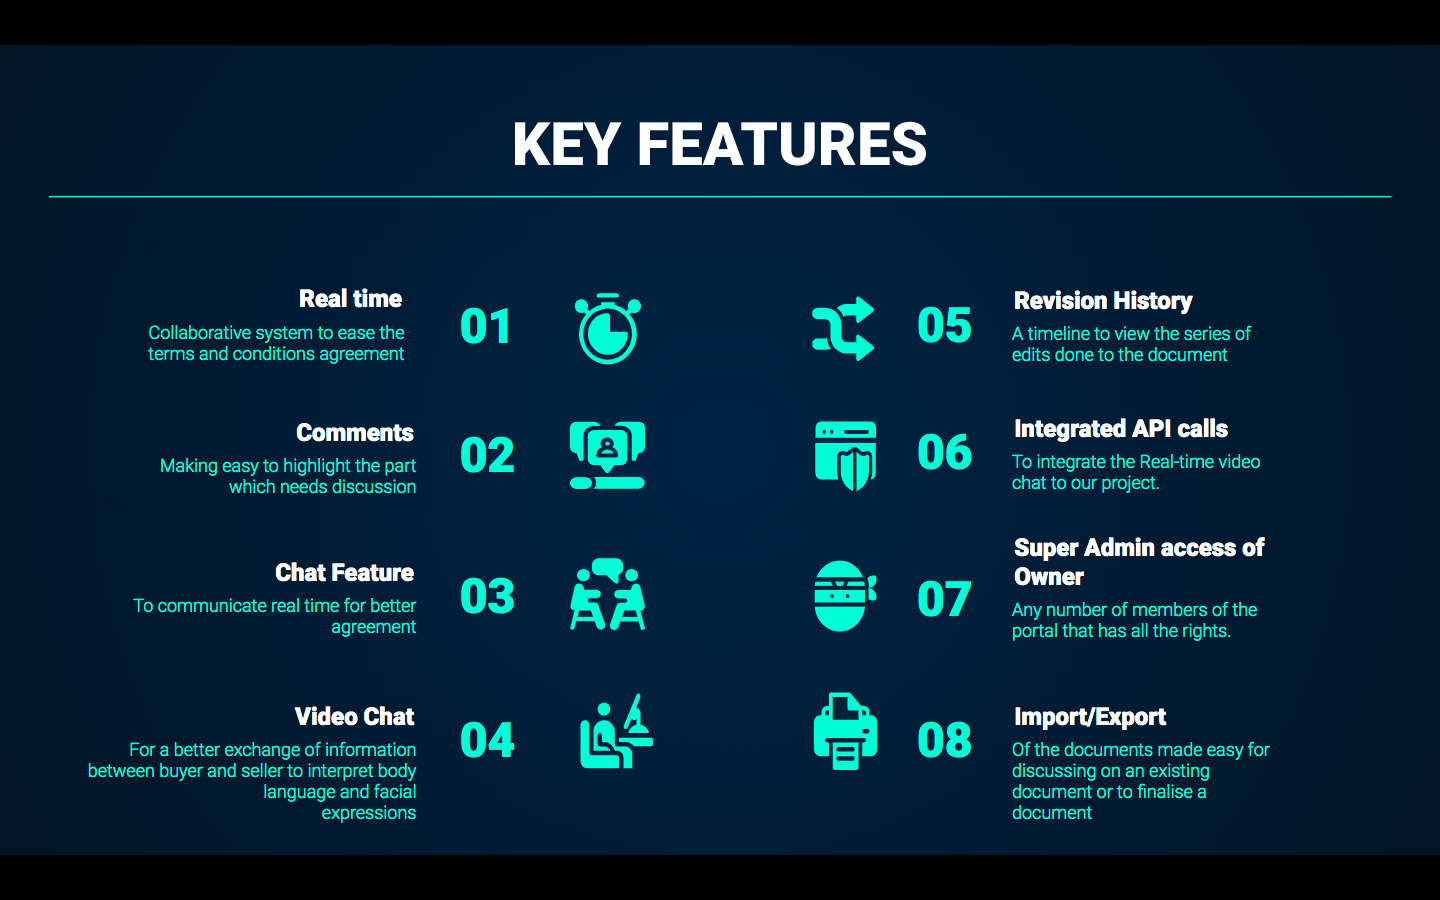 KEY FEATURES
Real time
Collaborative system to ease the
terms and conditions agreement
01
Comments
Making easy to highlight the part
which needs discussion
02
Chat Feature
To communicate real time for better
agreement
03
Video Chat
For a better exchange of information
between buyer and seller to interpret body
language and facial
expressions
04
05
Revision History
A timeline to view the series of
edits done to the document
06
Integrated API calls
To integrate the Real-time video
chat to our project.
07
Super Admin access of
Owner
Any number of members of the
portal that has all the rights.
08
Import/Export
Of the documents made easy for
discussing on an existing
document or to finalise a
document